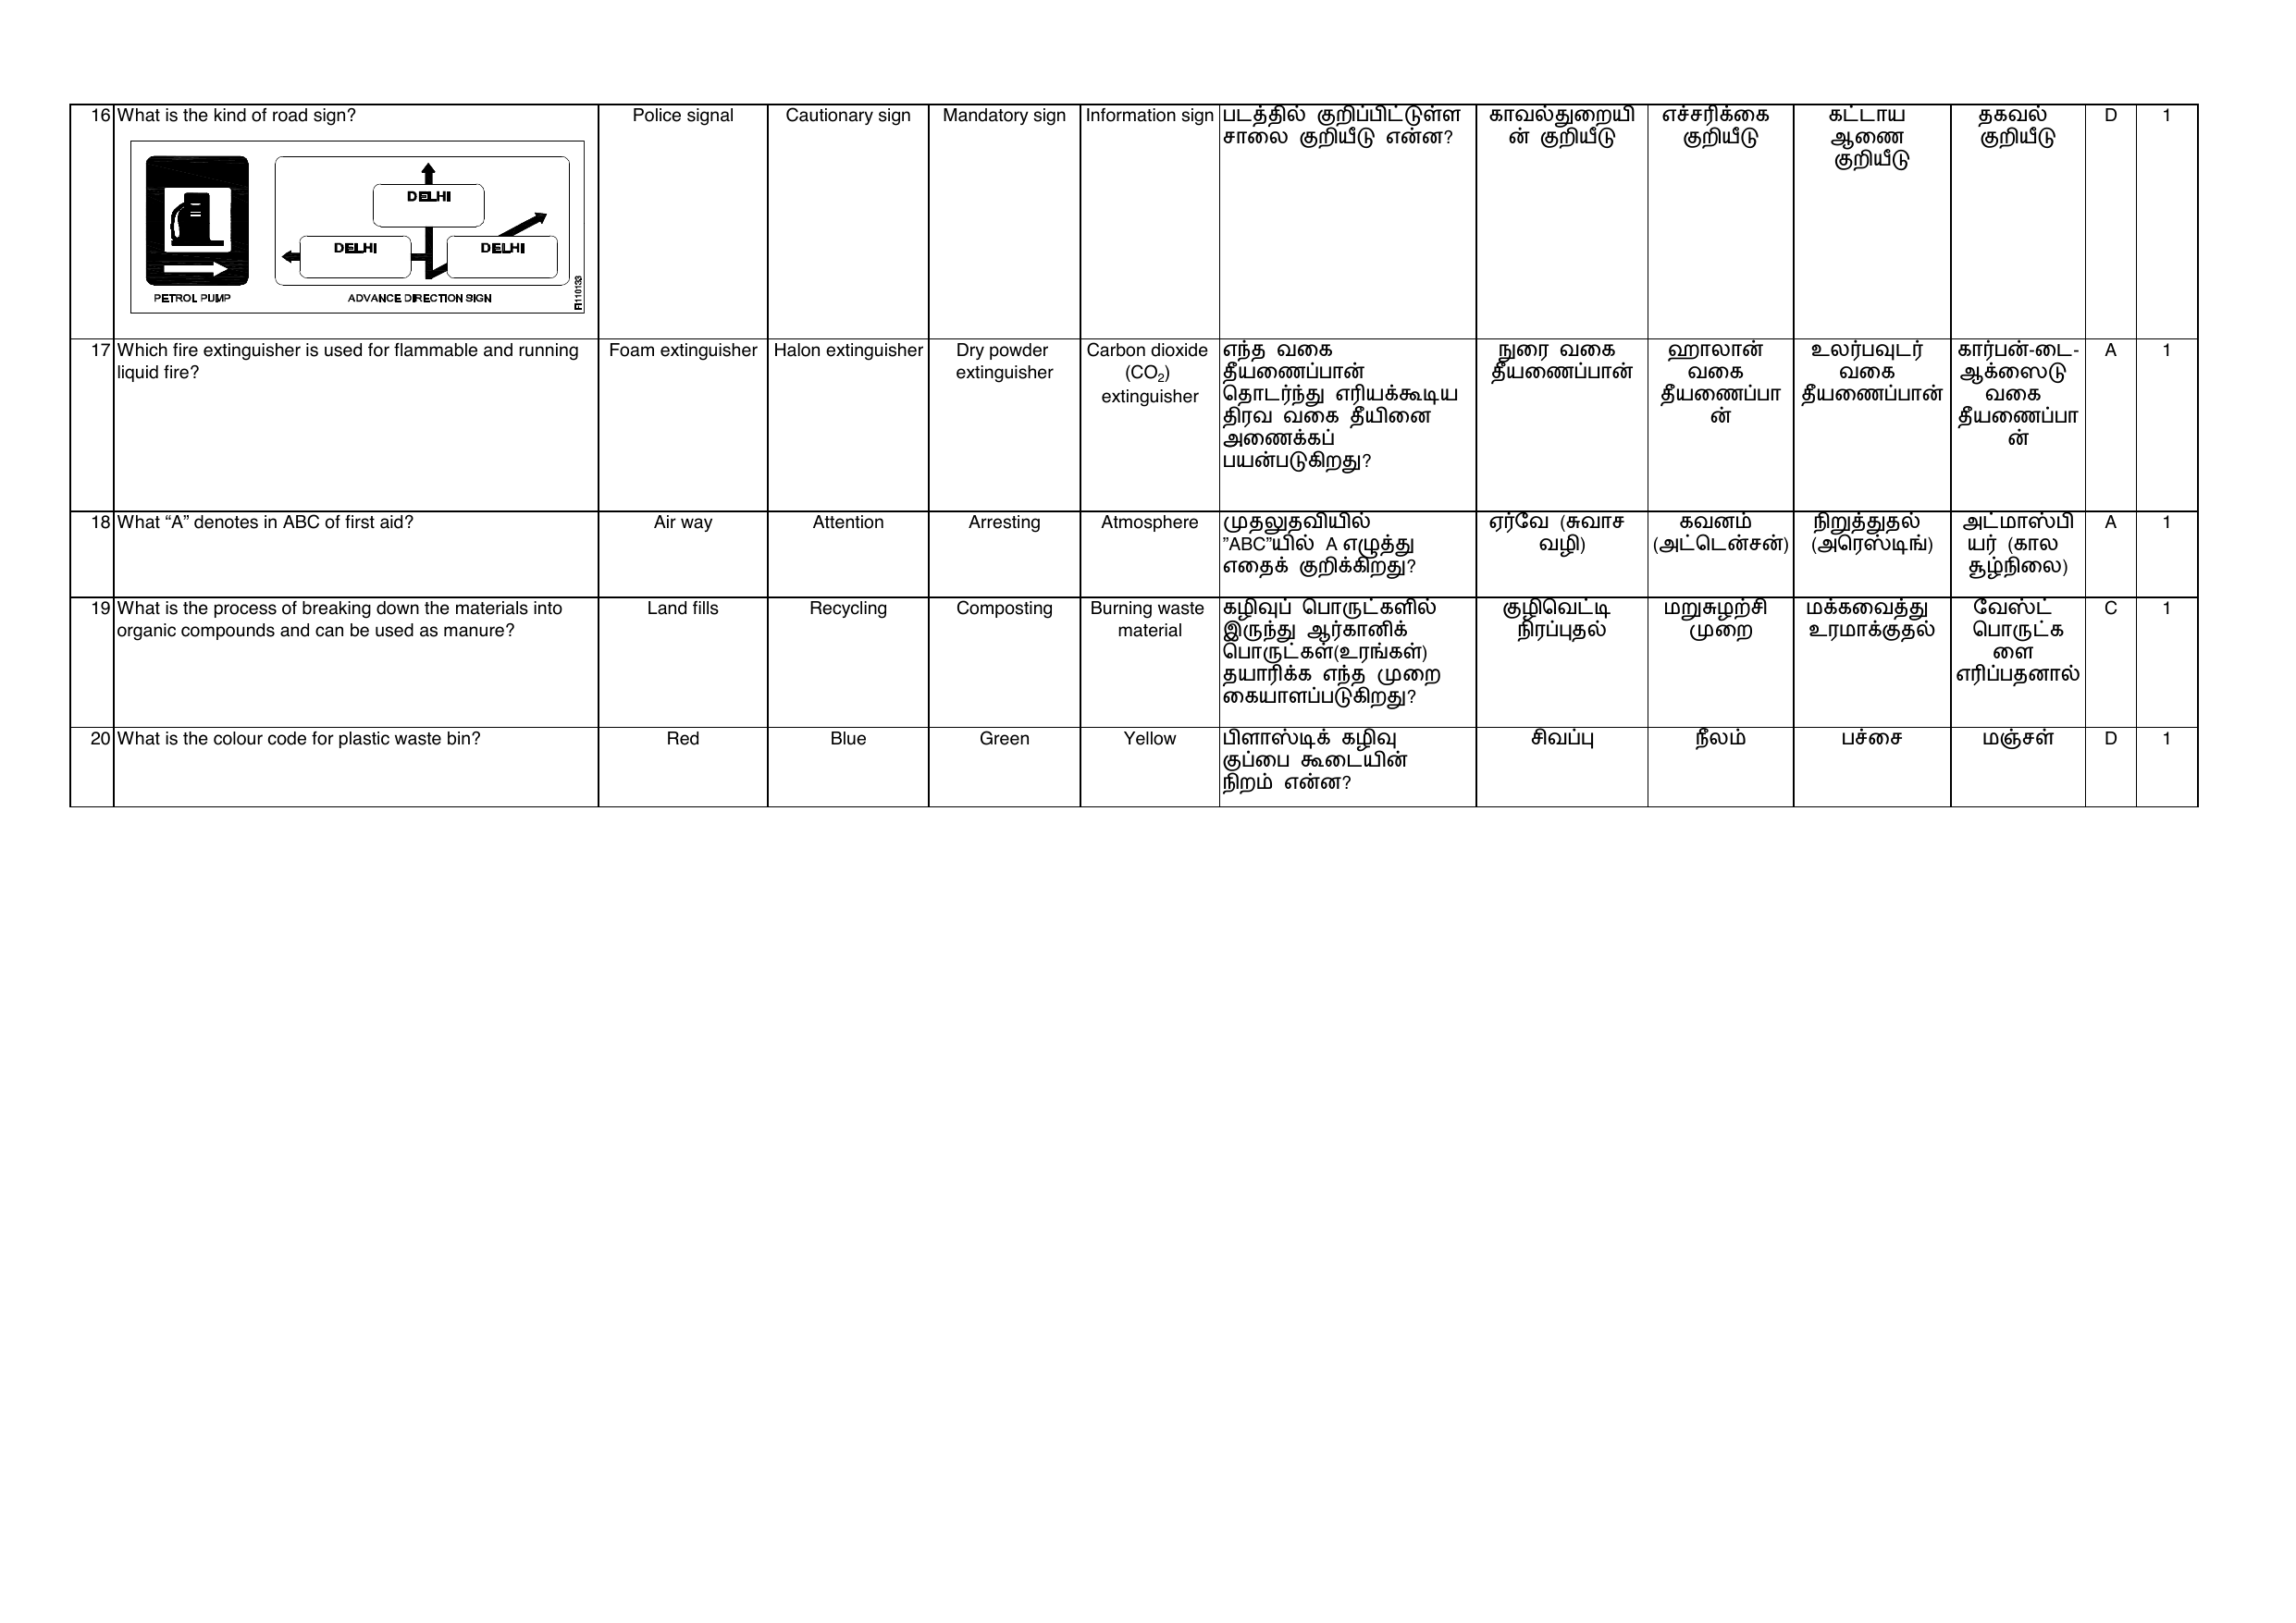 16
What is the kind of road sign?
DELHI
DELHI
DELHI
PETROL PUMP
ADVANCE DIRECTION SIGN
FI110133
Police signal
Cautionary sign
Mandatory sign
Information sign
படத்தில் குறிப்பிட்டுள்ள
சாலை குறியீடு என்ன?
காவல்துறையி
ன் குறியீடு
எச்சரிக்கை
குறியீடு
கட்டாய
ஆணை
குறியீடு
தகவல்
குறியீடு
D
1
17
Which fire extinguisher is used for flammable and running
liquid fire?
Foam extinguisher
Halon extinguisher
Dry powder
extinguisher
Carbon dioxide
(CO₂)
extinguisher
எந்த வகை
தீயணைப்பான்
தொடர்ந்து எரியக்கூடிய
திரவ வகை தீயினை
அணைக்கப்
பயன்படுகிறது?
நுரை வகை
தீயணைப்பான்
ஹாலான்
வகை
தீயணைப்பா
ன்
உலர்பவுடர்
வகை
தீயணைப்பான்
கார்பன்-டை-
ஆக்ஸைடு
வகை
தீயணைப்பா
ன்
A
1
18
What “A” denotes in ABC of first aid?
Air way
Attention
Arresting
Atmosphere
முதலுதவியில்
”ABC”யில் A எழுத்து
எதைக் குறிக்கிறது?
ஏர்வே (சுவாச
வழி)
கவனம்
(அட்டென்சன்)
நிறுத்துதல்
(அரெஸ்டிங்)
அட்மாஸ்பி
யர் (கால
சூழ்நிலை)
A
1
19
What is the process of breaking down the materials into
organic compounds and can be used as manure?
Land fills
Recycling
Composting
Burning waste
material
கழிவுப் பொருட்களில்
இருந்து ஆர்கானிக்
பொருட்கள்(உரங்கள்)
தயாரிக்க எந்த முறை
கையாளப்படுகிறது?
குழிவெட்டி
நிரப்புதல்
மறுசுழற்சி
முறை
மக்கவைத்து
உரமாக்குதல்
வேஸ்ட்
பொருட்க
ளை
எரிப்பதனால்
C
1
20
What is the colour code for plastic waste bin?
Red
Blue
Green
Yellow
பிளாஸ்டிக் கழிவு
குப்பை கூடையின்
நிறம் என்ன?
சிவப்பு
நீலம்
பச்சை
மஞ்சள்
D
1